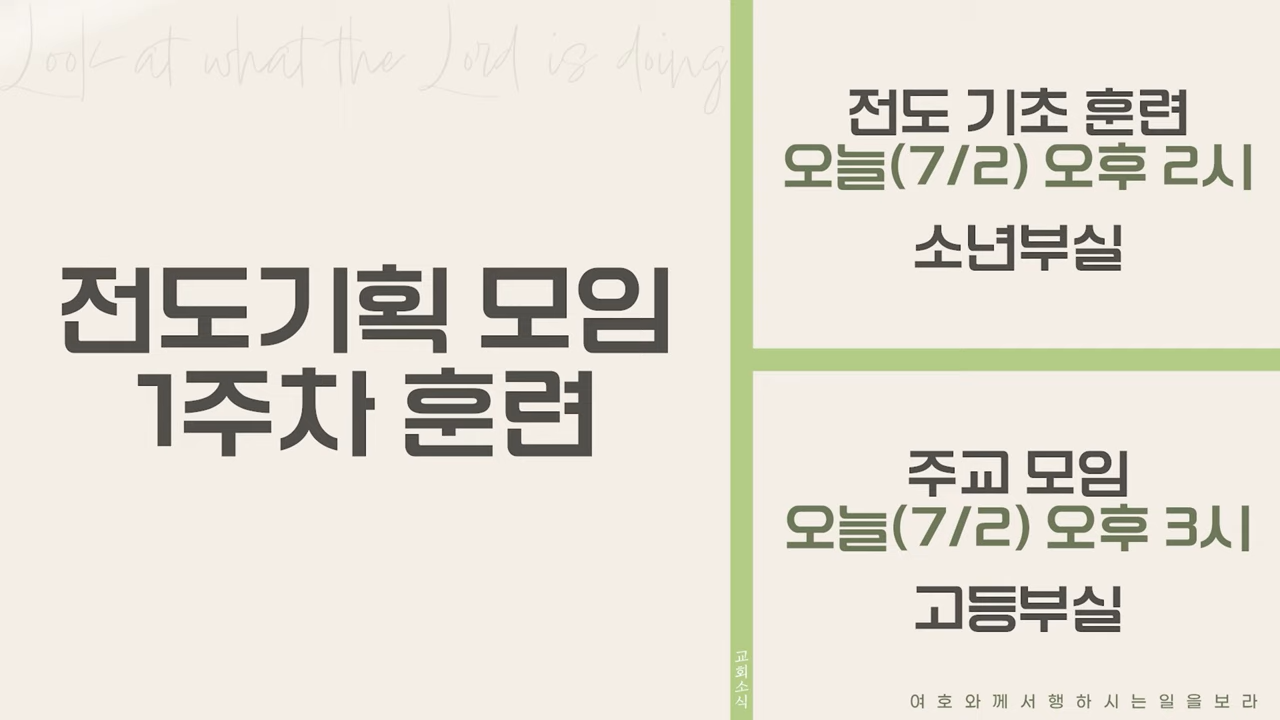 Look at what the Lord is doing
전도기획 모임
1주차 훈련
전도 기초 훈련
오늘(7/2) 오후 2시
소년부실
주교 모임
오늘(7/2) 오후 3시
고등부실
교회소식
여호와께서행하시는일을보라